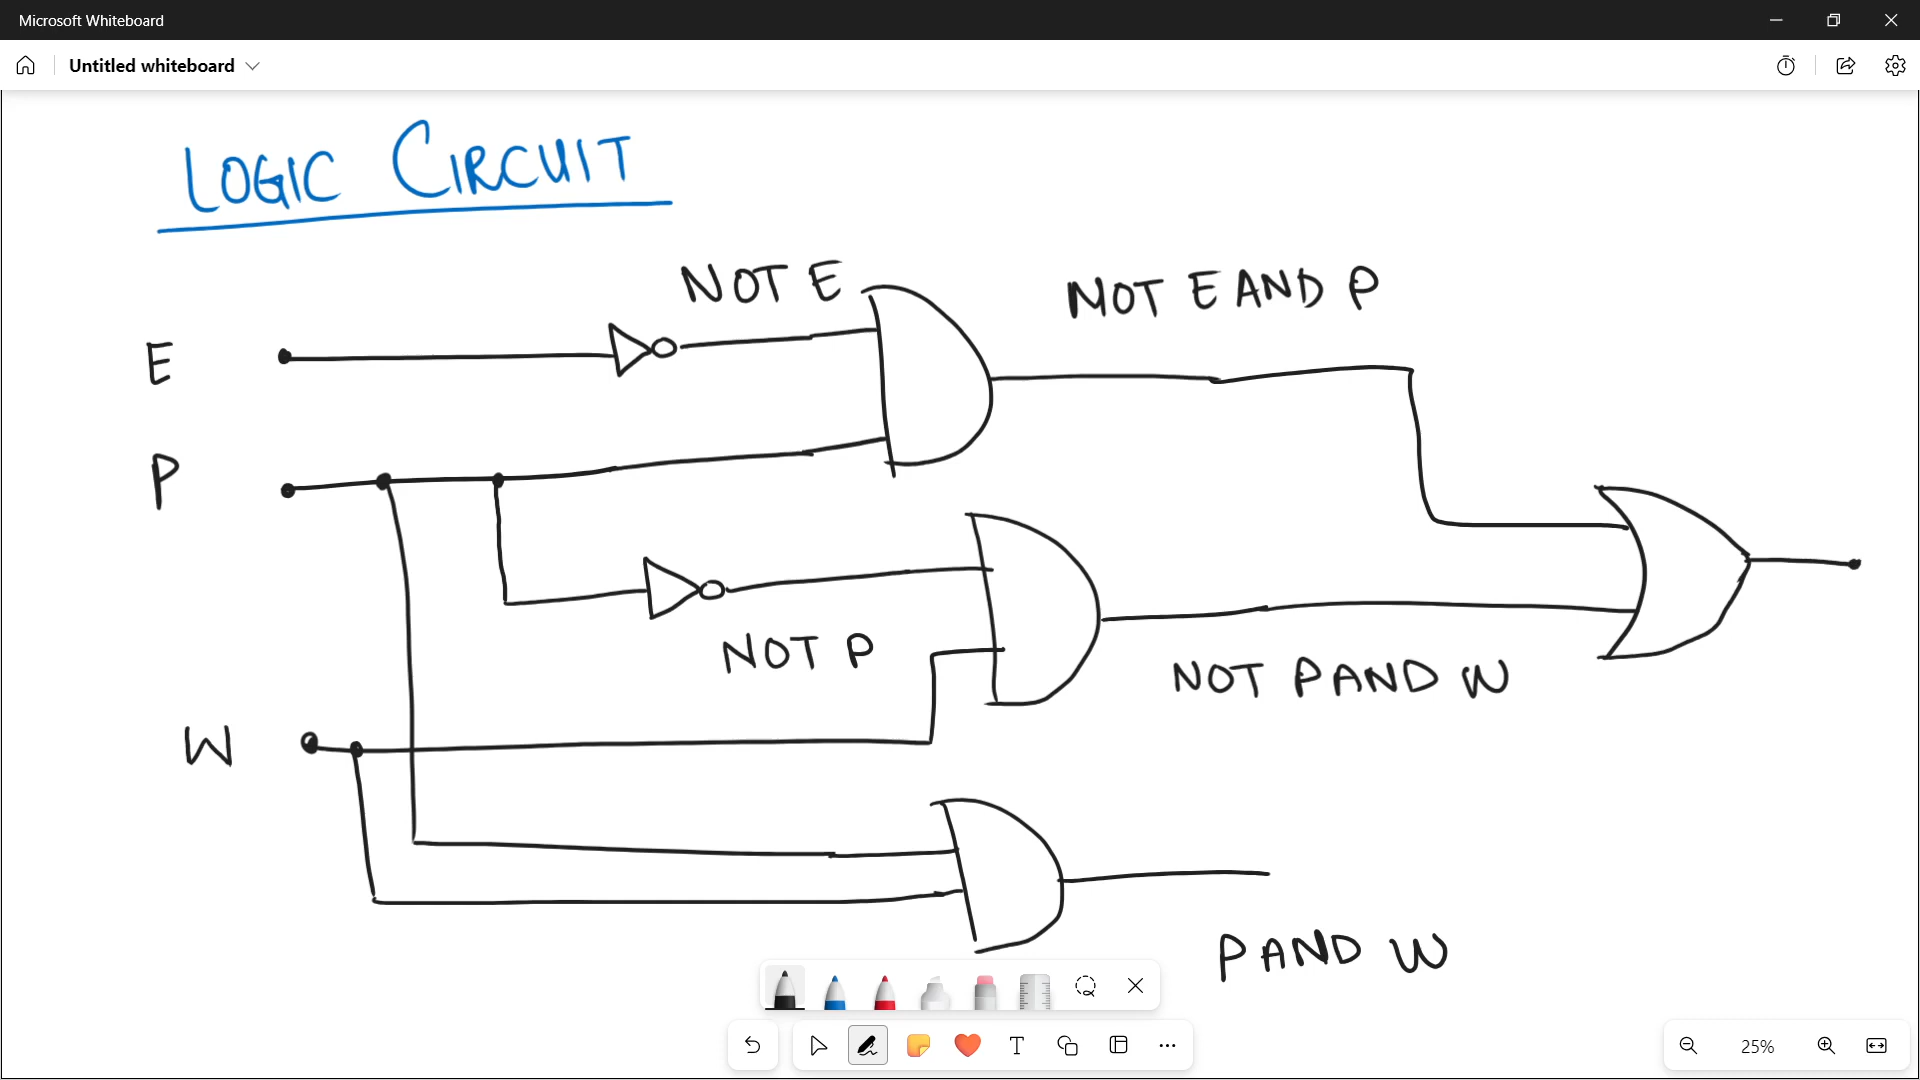 Microsoft Whiteboard
Untitled whiteboard
LOGIC CIRCUIT
NOT E
NOT E AND P
E
P
NOT P
NOT P AND W
W
P AND W
25%